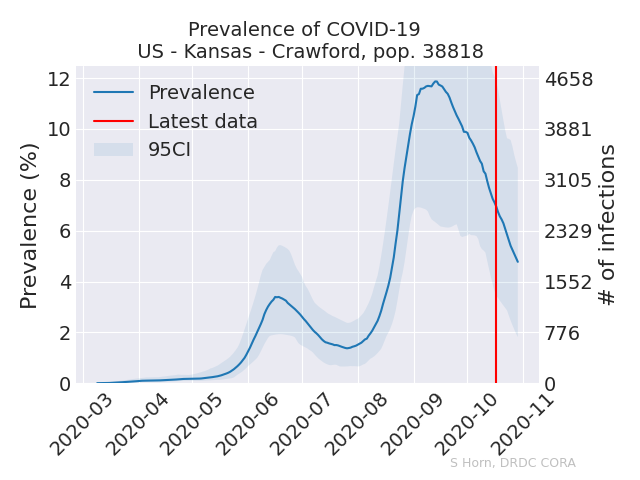 Prevalence of COVID-19
US - Kansas - Crawford, pop. 38818
Prevalence
Latest data
95CI
Prevalence (%)
12
10
8
6
4
2
0
4658
3881
3105
2329
1552
776
0
# of infections
2020-03
2020-04
2020-05
2020-06
2020-07
2020-08
2020-09
2020-10
2020-11
S Horn, DRDC CORA